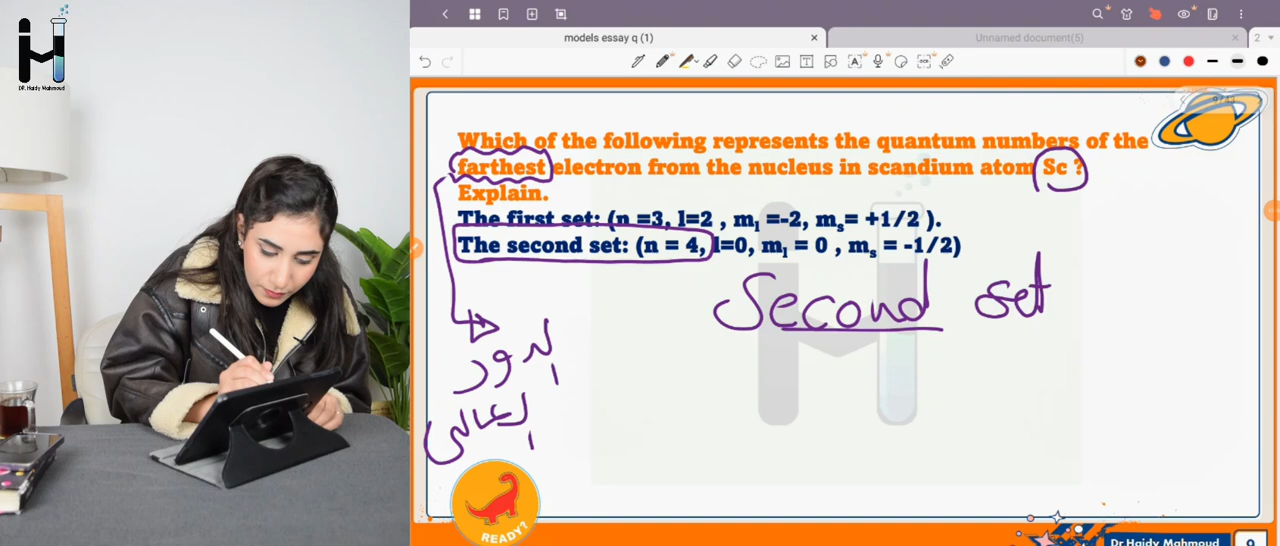 DR. Haidy Mahmoud
models essay q (1)
Unnamed document(5)
2
Which of the following represents the quantum numbers of the
farthest electron from the nucleus in scandium atom Sc ?
Explain.
The first set: (n =3, l=2 , mₗ =-2, mₛ= +1/2 ).
The second set: (n = 4, l=0, mₗ = 0 , mₛ = -1/2)
Second set
READY?
Dr Haidy Mahmoud
9